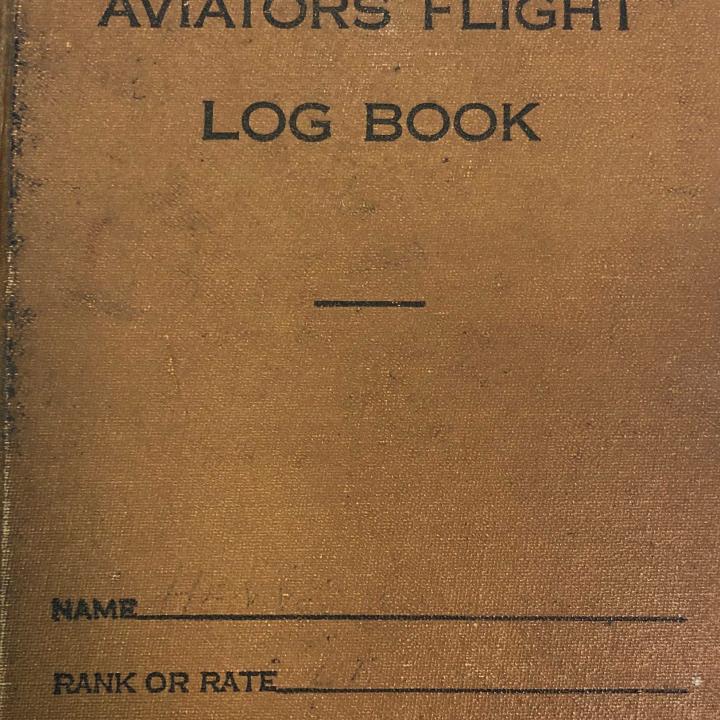 AVIATORS FLIGHT
LOG BOOK
NAME
RANK OR RATE